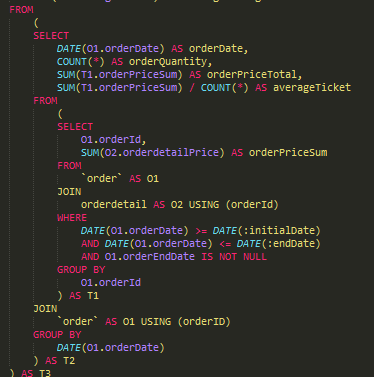 FROM
(
SELECT
DATE(O1.orderDate) AS orderDate,
COUNT(*) AS orderQuantity,
SUM(T1.orderPriceSum) AS orderPriceTotal,
SUM(T1.orderPriceSum) / COUNT(*) AS averageTicket
FROM
(
SELECT
O1.orderId,
SUM(O2.orderdetailPrice) AS orderPriceSum
FROM
`order` AS O1
JOIN
orderdetail AS O2 USING (orderId)
WHERE
DATE(O1.orderDate) >= DATE(:initialDate)
AND DATE(O1.orderDate) <= DATE(:endDate)
AND O1.orderEndDate IS NOT NULL
GROUP BY
O1.orderId
) AS T1
JOIN
`order` AS O1 USING (orderID)
GROUP BY
DATE(O1.orderDate)
) AS T2
) AS T3